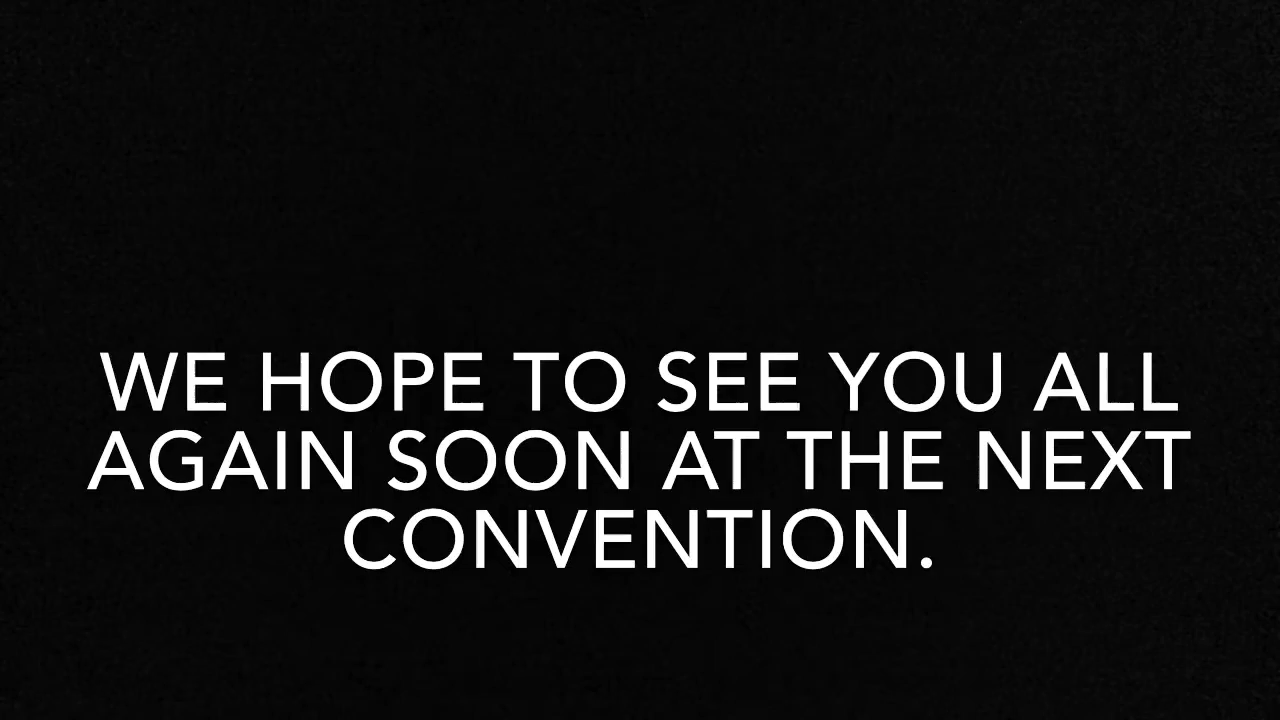 WE HOPE TO SEE YOU ALL
AGAIN SOON AT THE NEXT
CONVENTION.